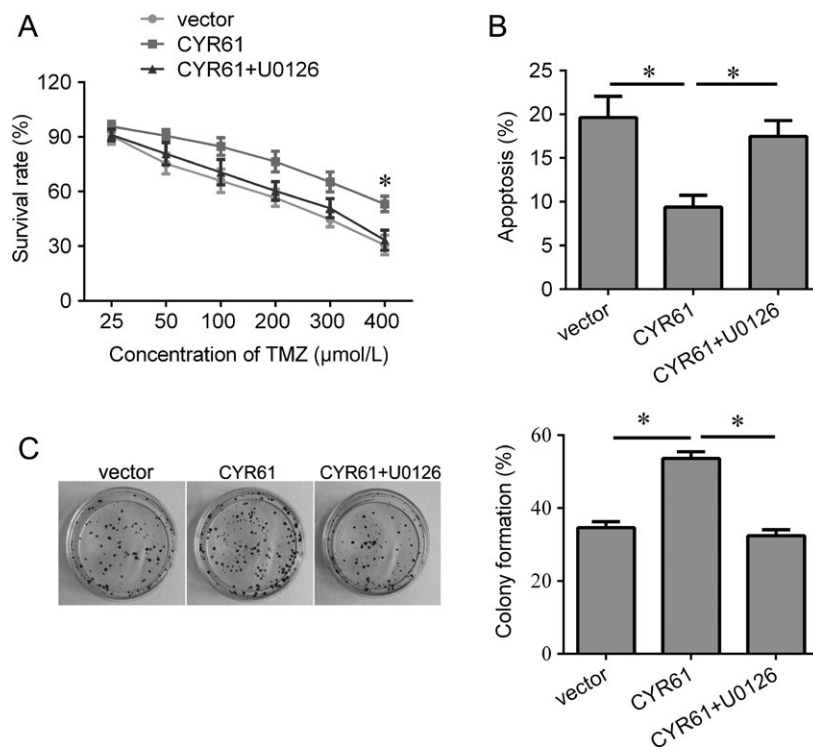 A
vector
CYR61
CYR61+U0126
Survival rate (%)
120
90
60
30
0
*
25 50 100 200 300 400
Concentration of TMZ (μmol/L)
B
Apoptosis (%)
25
20
15
10
5
0
* *
vector
CYR61
CYR61+U0126
C
vector CYR61 CYR61+U0126
Colony formation (%)
60
40
20
0
* *
vector
CYR61
CYR61+U0126